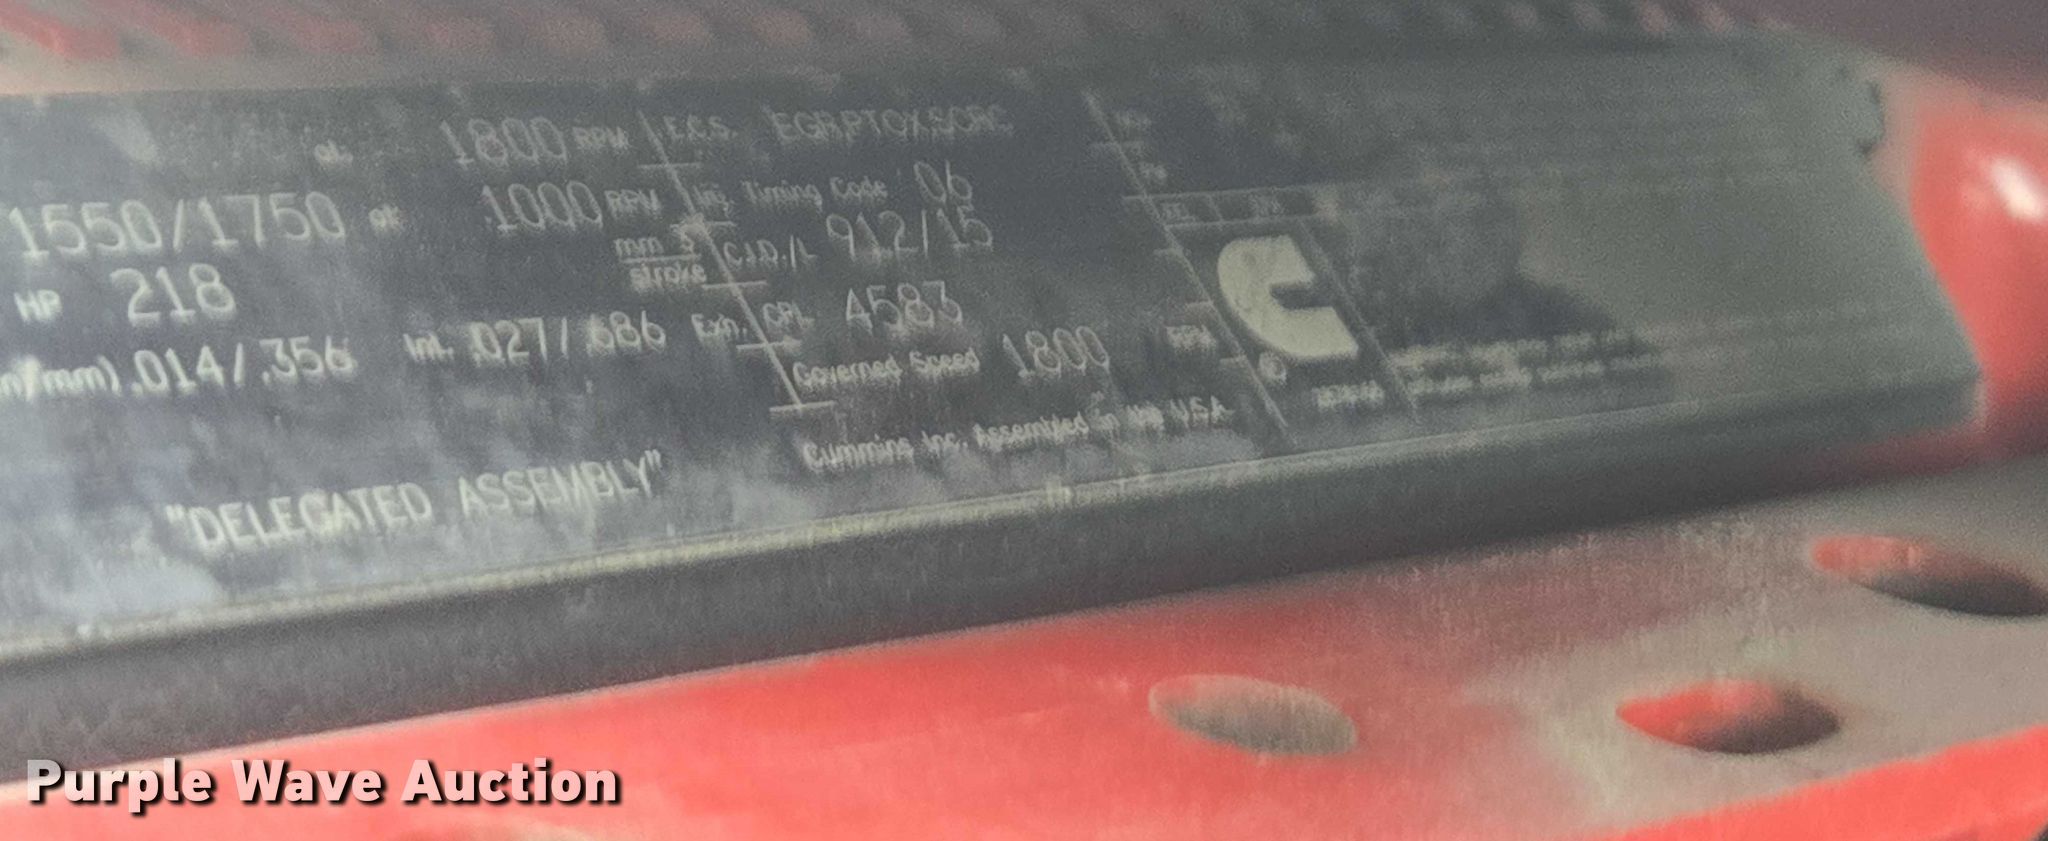 at 1800 RPM E.C.S. EGR,PTOX,SCRC
1550/1750 at 1000 RPM Inj. Timing Code 06
mm 3
stroke C.I.D./L 912/15
HP 218
CPL 4583
n/mm) .014/.356 Int. .027/.686 Exh.
Governed Speed 1800 RPM
Cummins Inc. Assembled in the U.S.A
"DELEGATED ASSEMBLY"
Purple Wave Auction